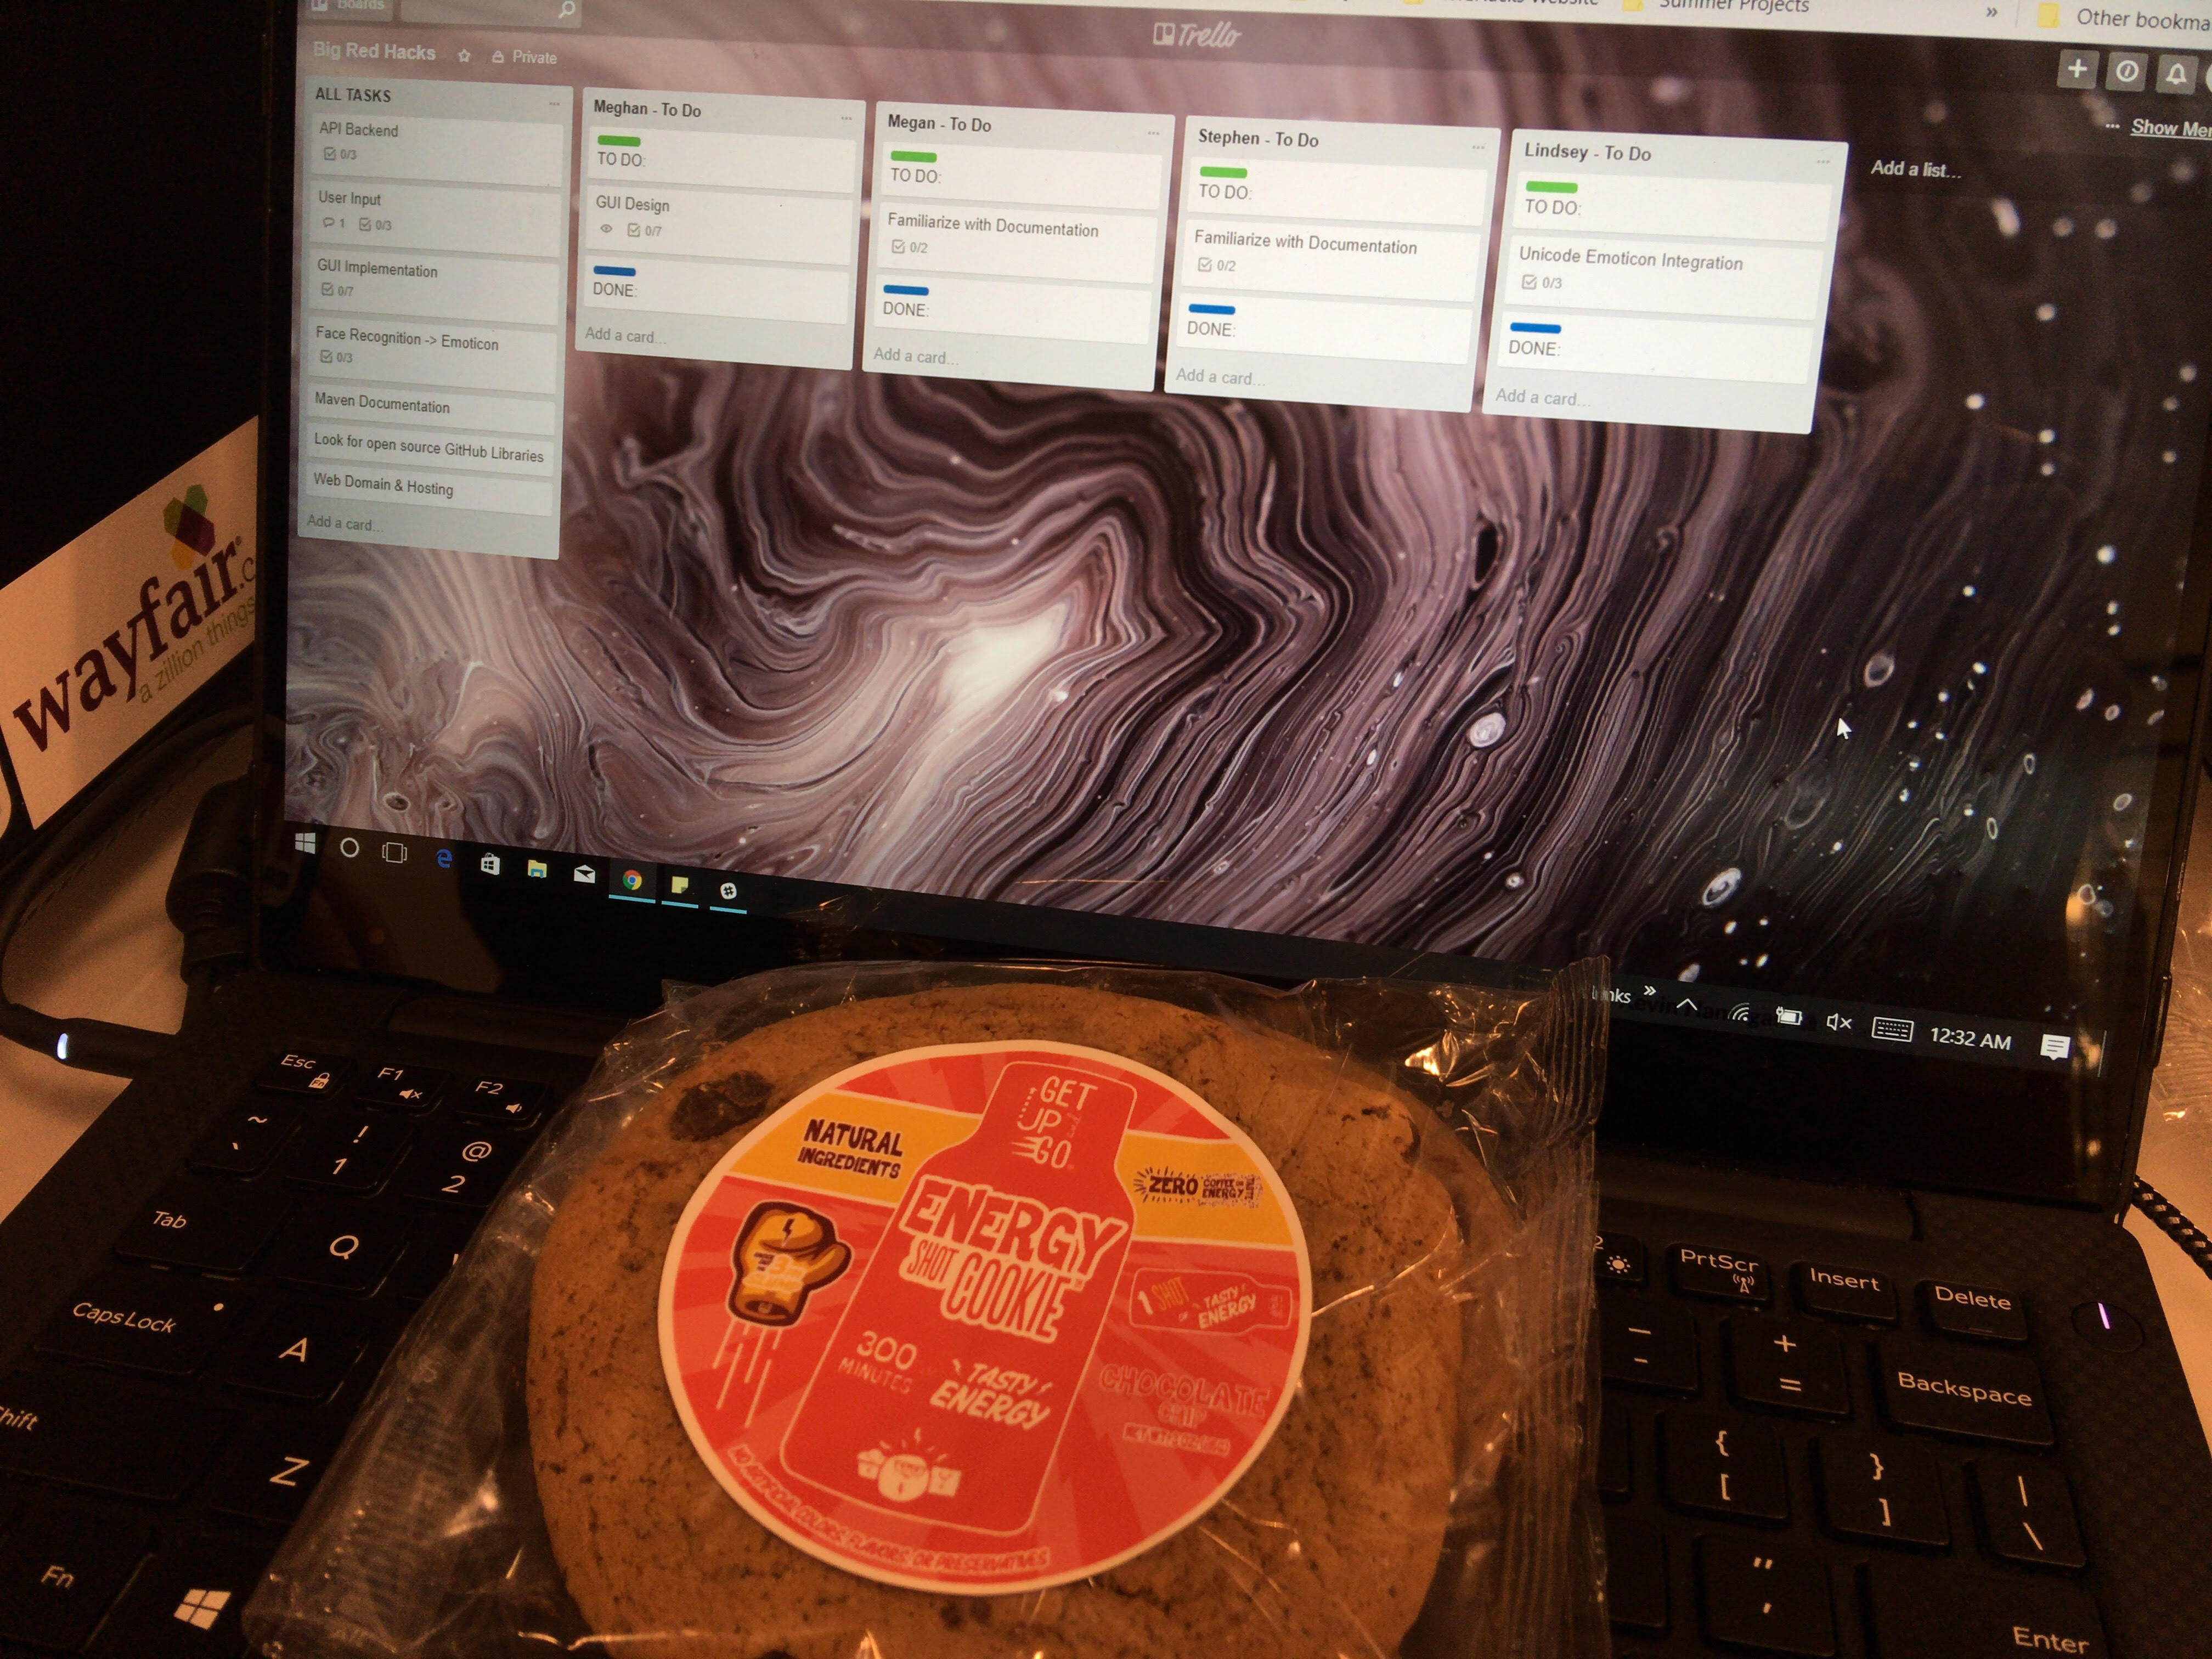 Boards
Summer Projects
»
Other bookma
Trello
Big Red Hacks
Private
Show Me
ALL TASKS
API Backend
0/3
User Input
1 0/3
GUI Implementation
0/7
Face Recognition -> Emoticon
0/3
Maven Documentation
Look for open source GitHub Libraries
Web Domain & Hosting
Add a card...
Meghan - To Do
TO DO:
GUI Design
0/7
DONE:
Add a card...
Megan - To Do
TO DO:
Familiarize with Documentation
0/2
DONE:
Add a card...
Stephen - To Do
TO DO:
Familiarize with Documentation
0/2
DONE:
Add a card...
Lindsey - To Do
TO DO:
Unicode Emoticon Integration
0/3
DONE:
Add a card...
Add a list...
wayfair.c
a zillion things
12:32 AM
Esc
F1
F2
~
`
!
1
@
2
Tab
Q
Caps Lock
A
Shift
Z
Fn
PrtScr
Insert
Delete
_
-
+
=
Backspace
{
[
}
]
|
\
"
'
Enter
GET
UP
GO
NATURAL
INGREDIENTS
ZERO
ENERGY
SHOT COOKIE
1 SHOT
OF TASTY
ENERGY
300
MINUTES
TASTY
ENERGY
CHOCOLATE
CHIP
NO ARTIFICIAL COLORS, FLAVORS, OR PRESERVATIVES